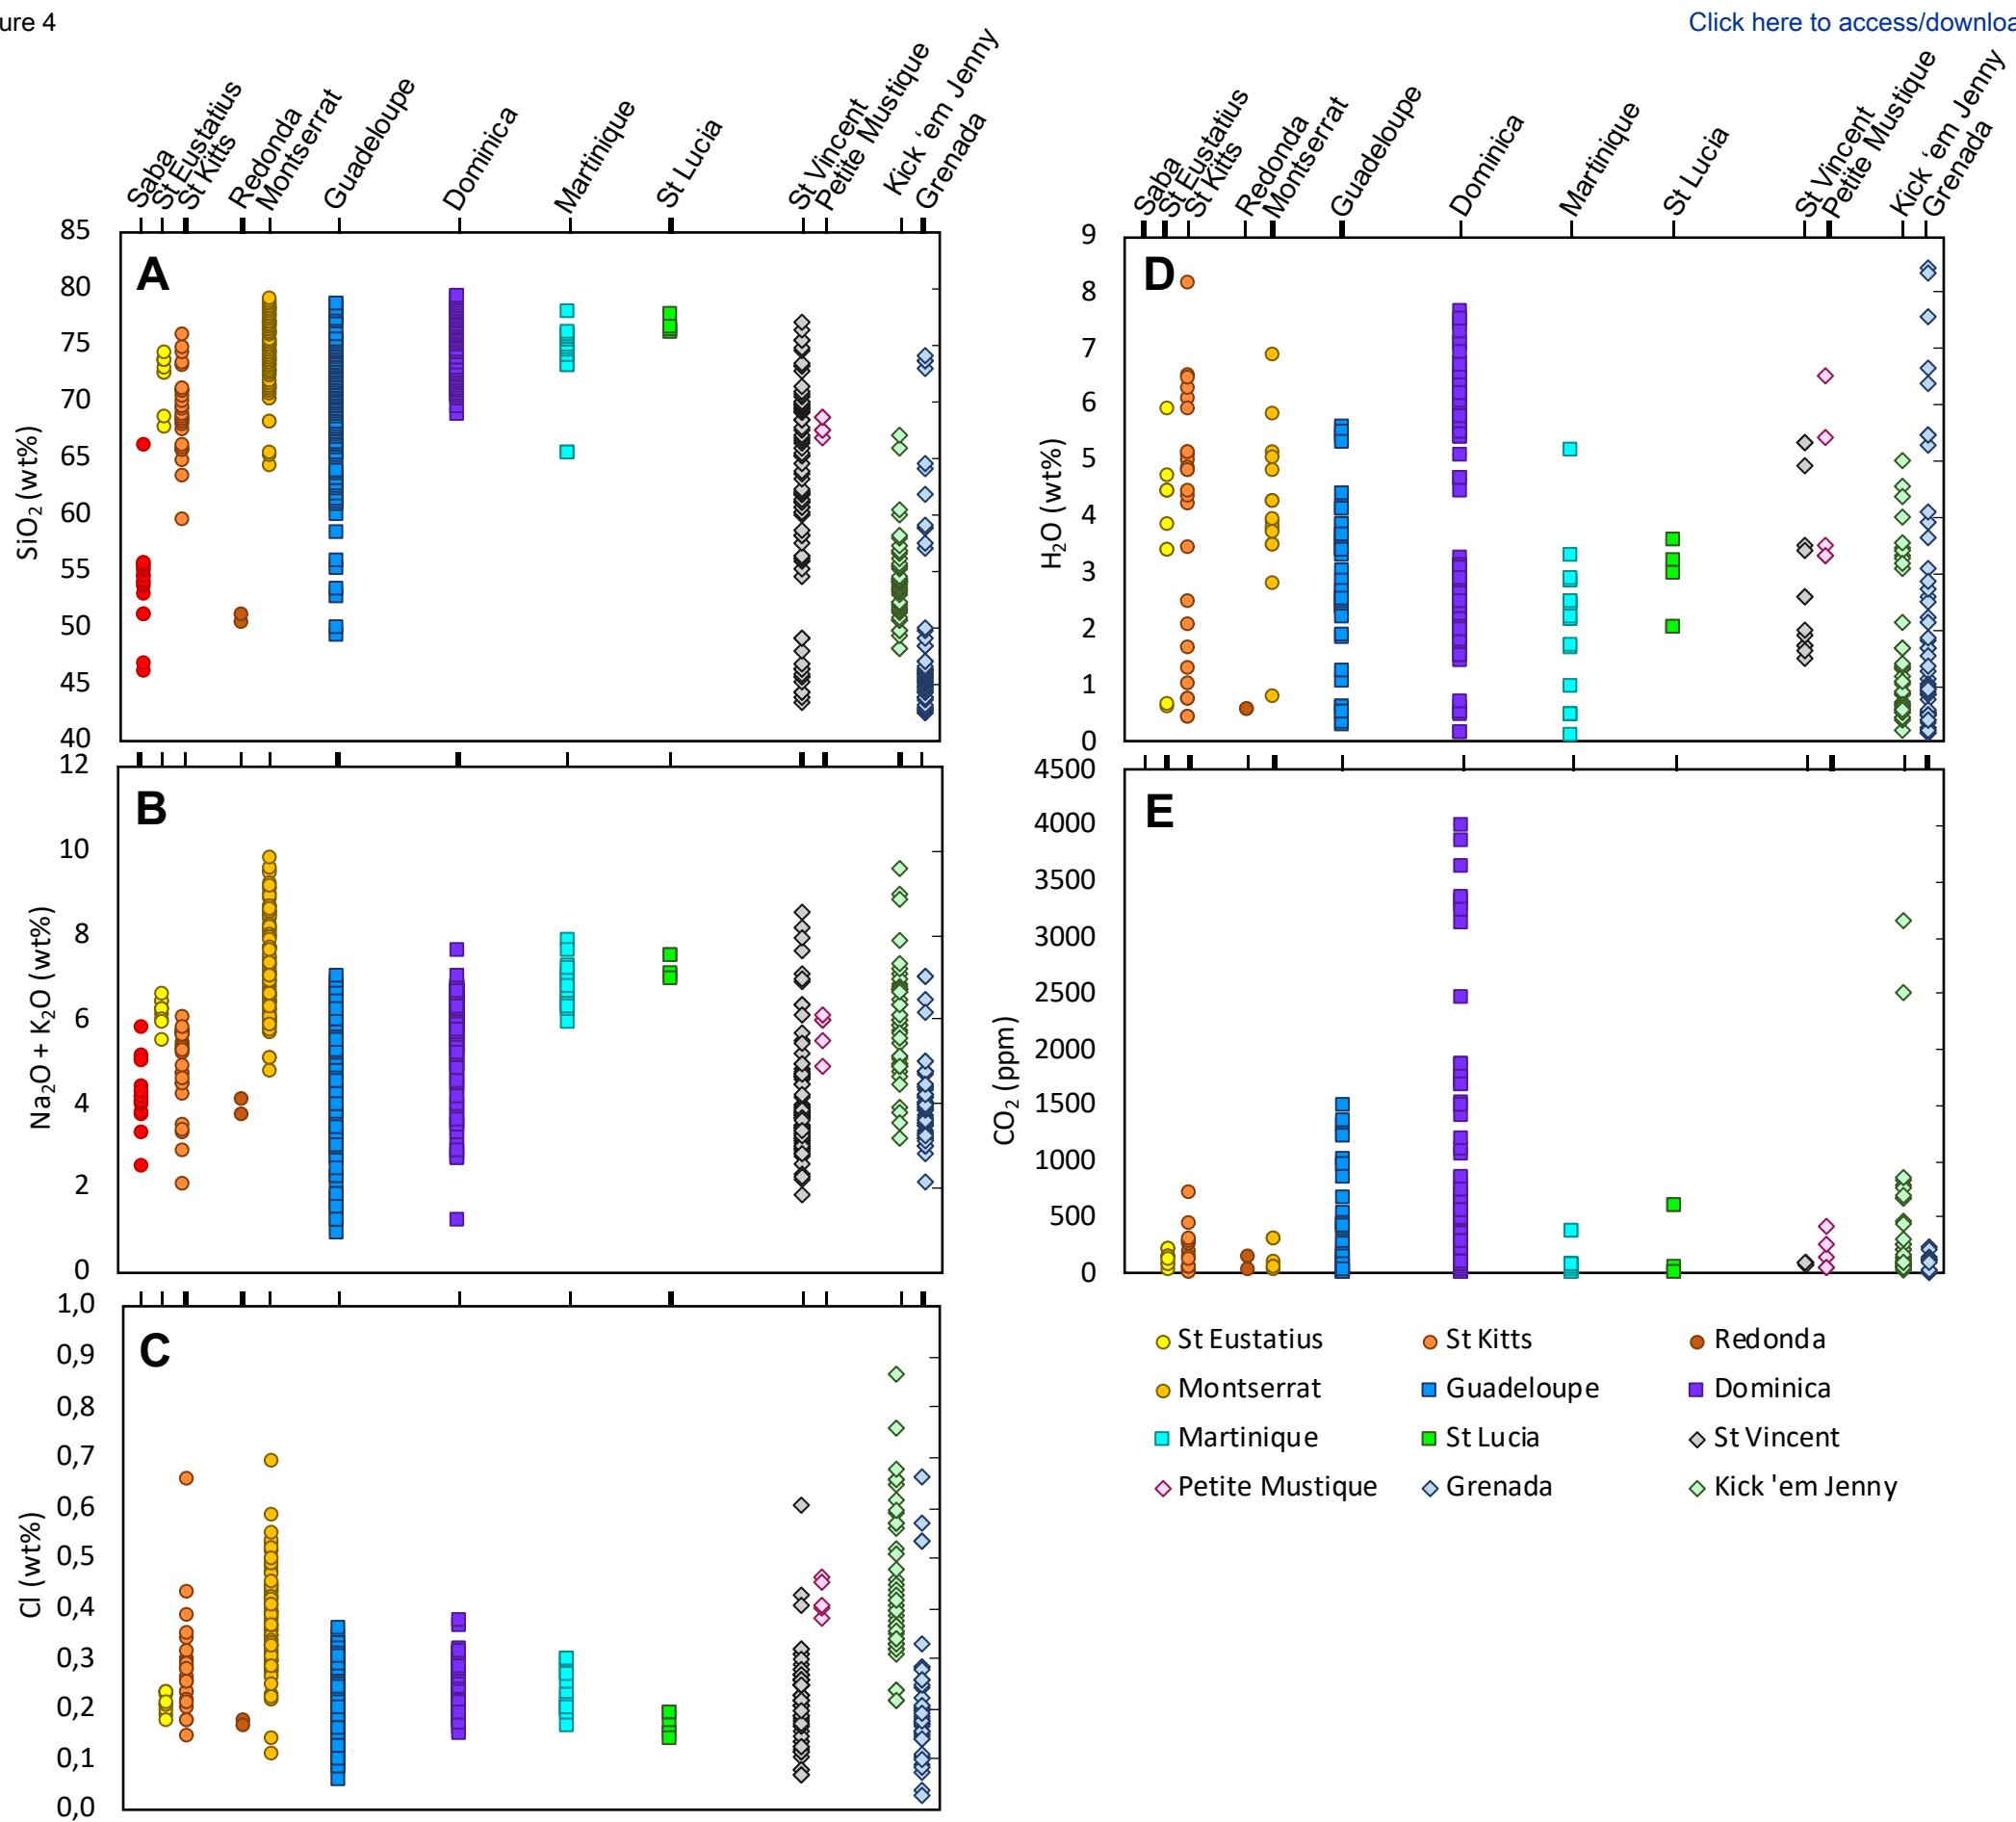 ure 4
Click here to access/downloa
Saba
St Eustatius
St Kitts
Redonda
Montserrat
Guadeloupe
Dominica
Martinique
St Lucia
St Vincent
Petite Mustique
Kick ‘em Jenny
Grenada
A
SiO2 (wt%)
85
80
75
70
65
60
55
50
45
40
B
Na2O + K2O (wt%)
12
10
8
6
4
2
0
C
Cl (wt%)
1,0
0,9
0,8
0,7
0,6
0,5
0,4
0,3
0,2
0,1
0,0
Saba
St Eustatius
St Kitts
Redonda
Montserrat
Guadeloupe
Dominica
Martinique
St Lucia
St Vincent
Petite Mustique
Kick ‘em Jenny
Grenada
D
H2O (wt%)
9
8
7
6
5
4
3
2
1
0
E
CO2 (ppm)
4500
4000
3500
3000
2500
2000
1500
1000
500
0
St Eustatius St Kitts Redonda
Montserrat Guadeloupe Dominica
Martinique St Lucia St Vincent
Petite Mustique Grenada Kick 'em Jenny